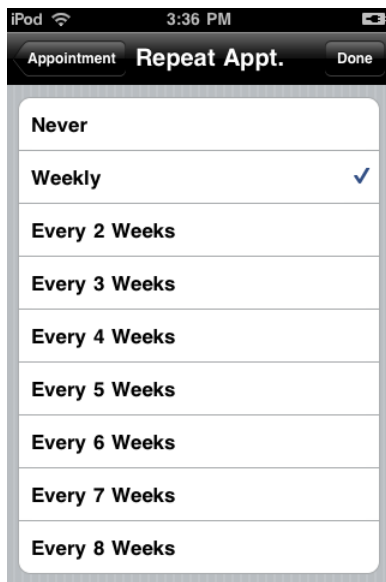 iPod 3:36 PM
Appointment Repeat Appt. Done
Never
Weekly
Every 2 Weeks
Every 3 Weeks
Every 4 Weeks
Every 5 Weeks
Every 6 Weeks
Every 7 Weeks
Every 8 Weeks